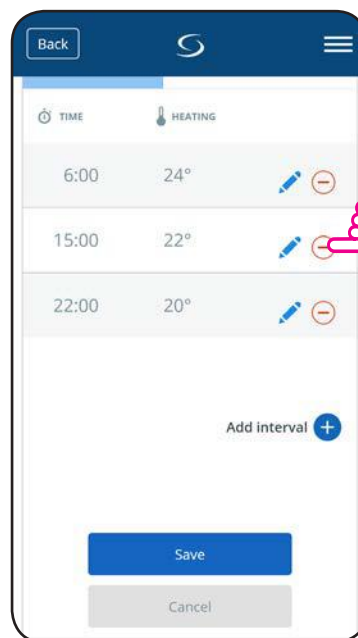 Back
TIME HEATING
6:00 24°
15:00 22°
22:00 20°
Add interval
Save
Cancel